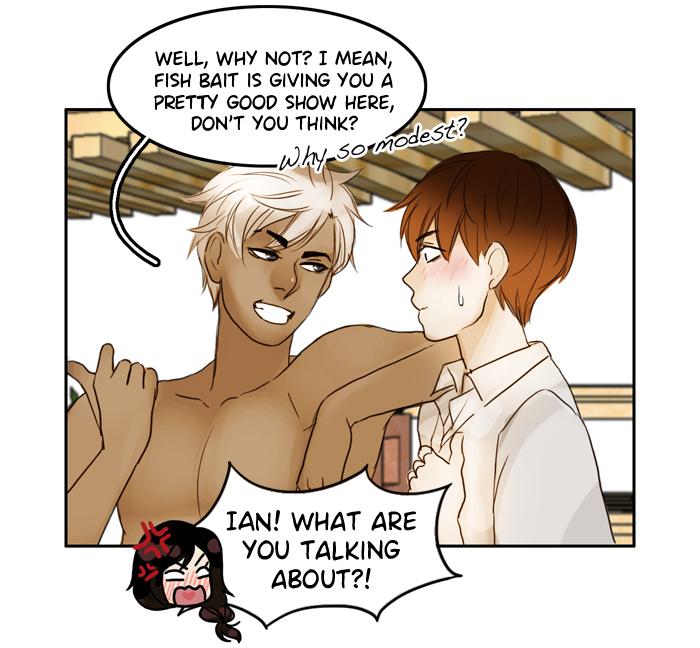 WELL, WHY NOT? I MEAN,
FISH BAIT IS GIVING YOU A
PRETTY GOOD SHOW HERE,
DON'T YOU THINK?
Why so modest?
IAN! WHAT ARE
YOU TALKING
ABOUT?!